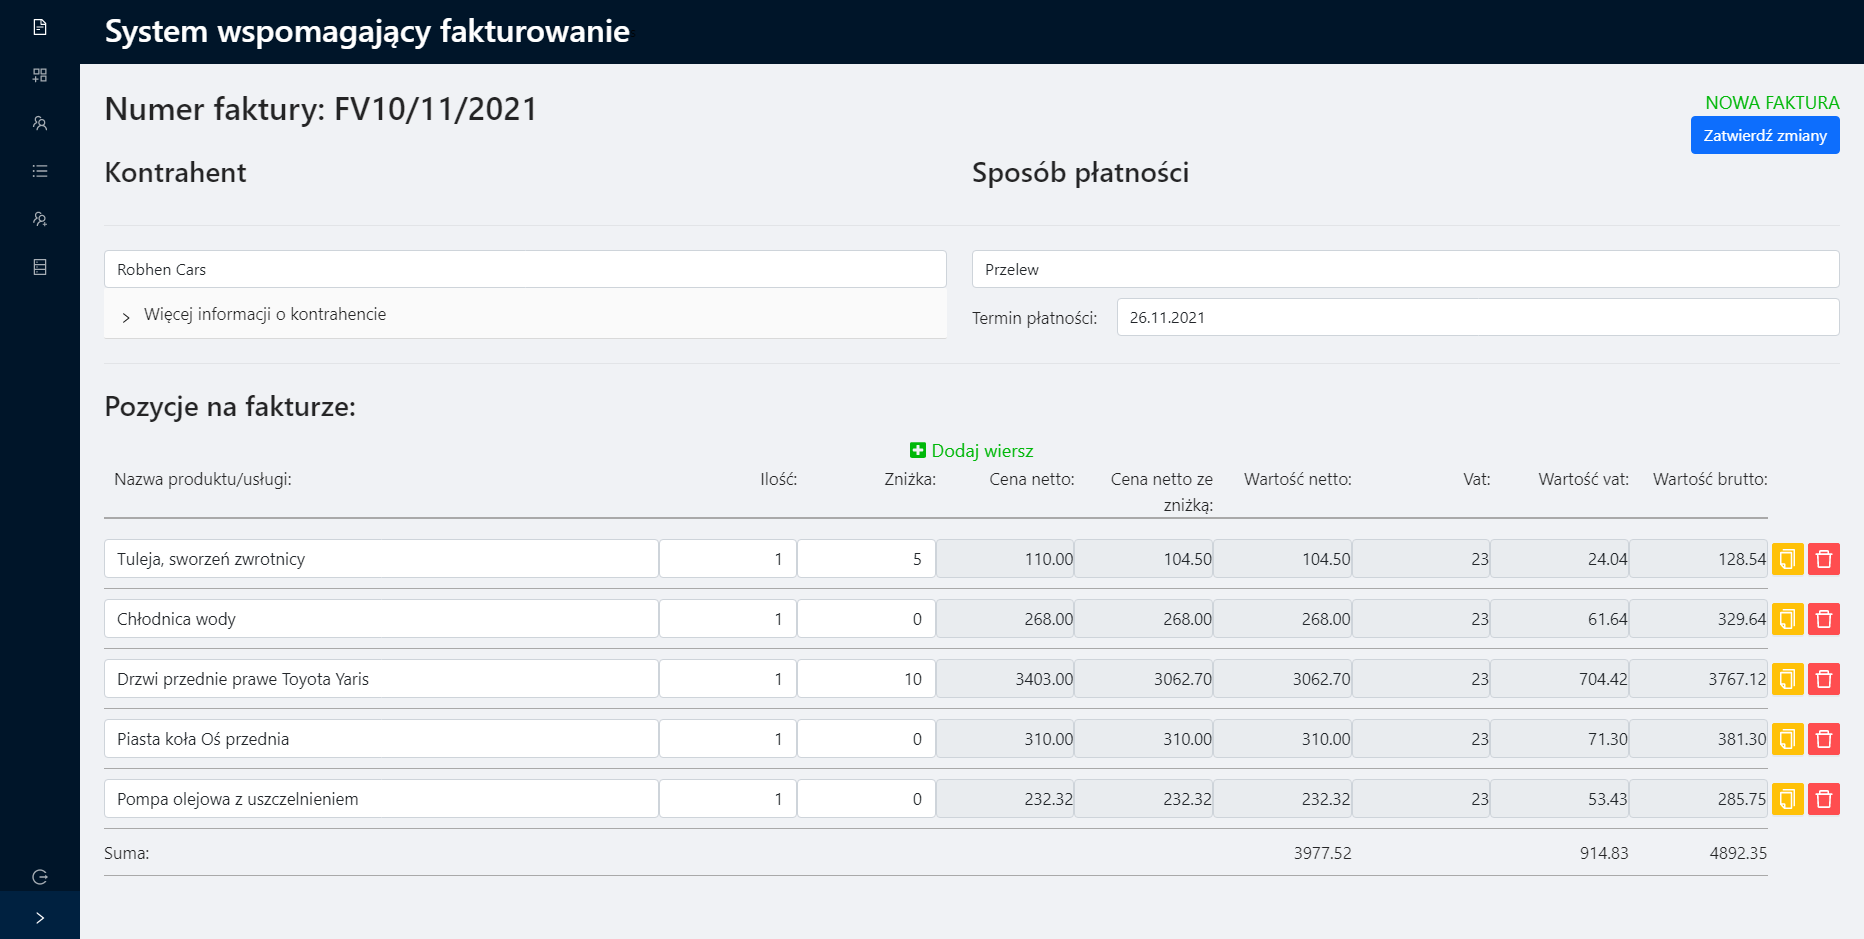 System wspomagający fakturowanie
Numer faktury: FV10/11/2021
NOWA FAKTURA
Zatwierdź zmiany
Kontrahent
Sposób płatności
Robhen Cars
Przelew
Więcej informacji o kontrahencie
Termin płatności: 26.11.2021
Pozycje na fakturze:
Dodaj wiersz
Nazwa produktu/usługi: Ilość: Zniżka: Cena netto: Cena netto ze zniżką: Wartość netto: Vat: Wartość vat: Wartość brutto:
Tuleja, sworzeń zwrotnicy 1 5 110.00 104.50 104.50 23 24.04 128.54
Chłodnica wody 1 0 268.00 268.00 268.00 23 61.64 329.64
Drzwi przednie prawe Toyota Yaris 1 10 3403.00 3062.70 3062.70 23 704.42 3767.12
Piasta koła Oś przednia 1 0 310.00 310.00 310.00 23 71.30 381.30
Pompa olejowa z uszczelnieniem 1 0 232.32 232.32 232.32 23 53.43 285.75
Suma: 3977.52 914.83 4892.35